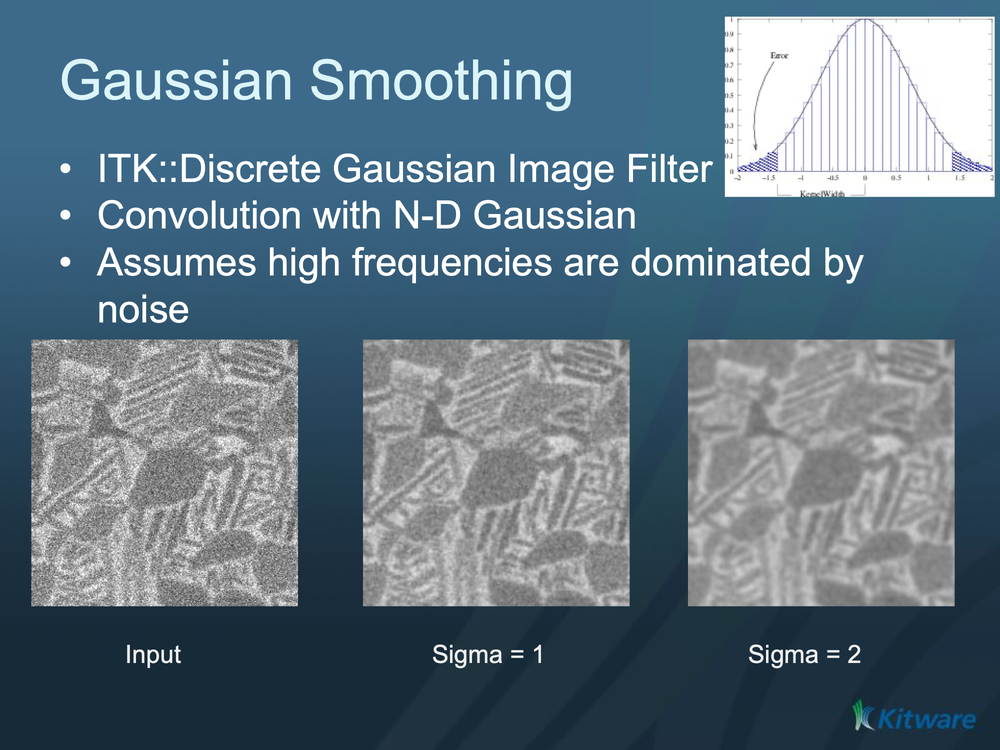 Gaussian Smoothing
• ITK::Discrete Gaussian Image Filter
• Convolution with N-D Gaussian
• Assumes high frequencies are dominated by
noise
1
0.9
0.8
0.7
0.6
0.5
0.4
0.3
0.2
0.1
0
Error
-2 -1.5 -1 -0.5 0 0.5 1 1.5 2
KernelWidth
Input
Sigma = 1
Sigma = 2
Kitware